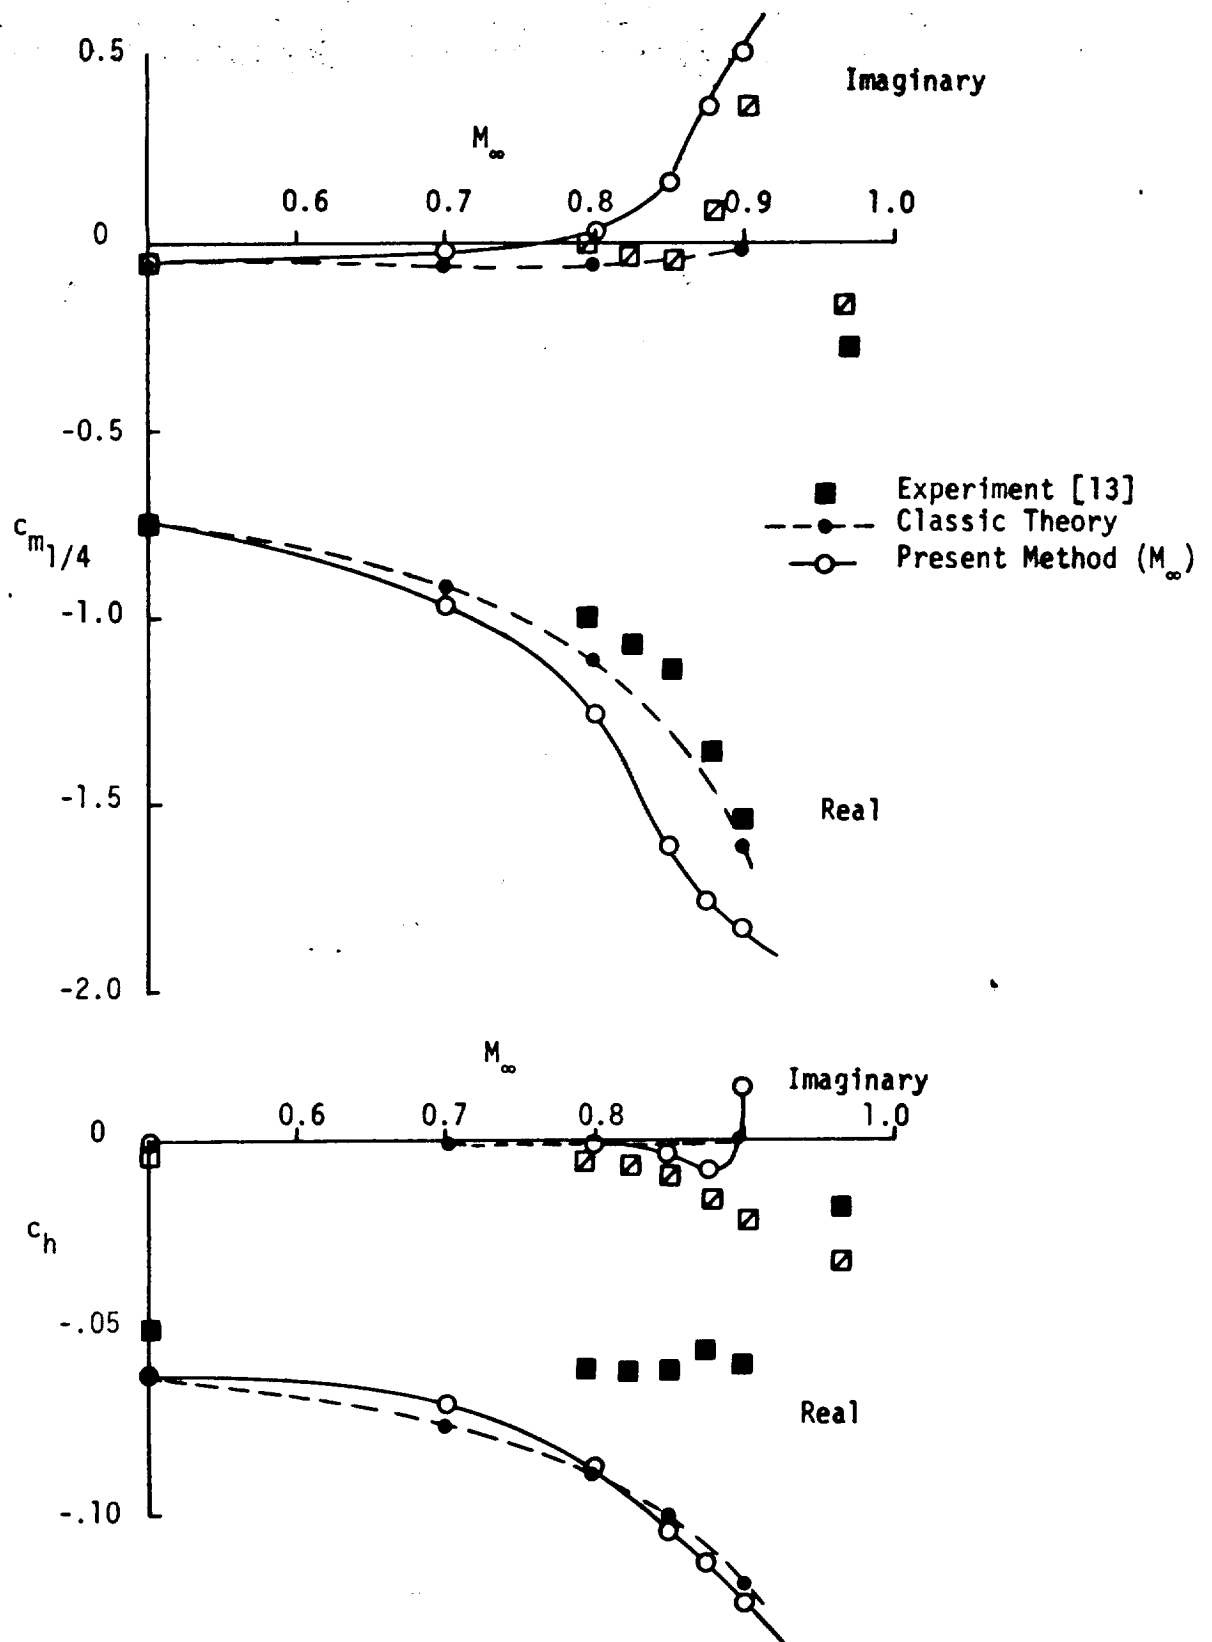 0.5
Imaginary
M∞
0.6 0.7 0.8 0.9 1.0
0
-0.5
Experiment [13]
Classic Theory
Present Method (M∞)
cm1/4
-1.0
-1.5
Real
-2.0
M∞
Imaginary
0.6 0.7 0.8 1.0
0
ch
-.05
Real
-.10